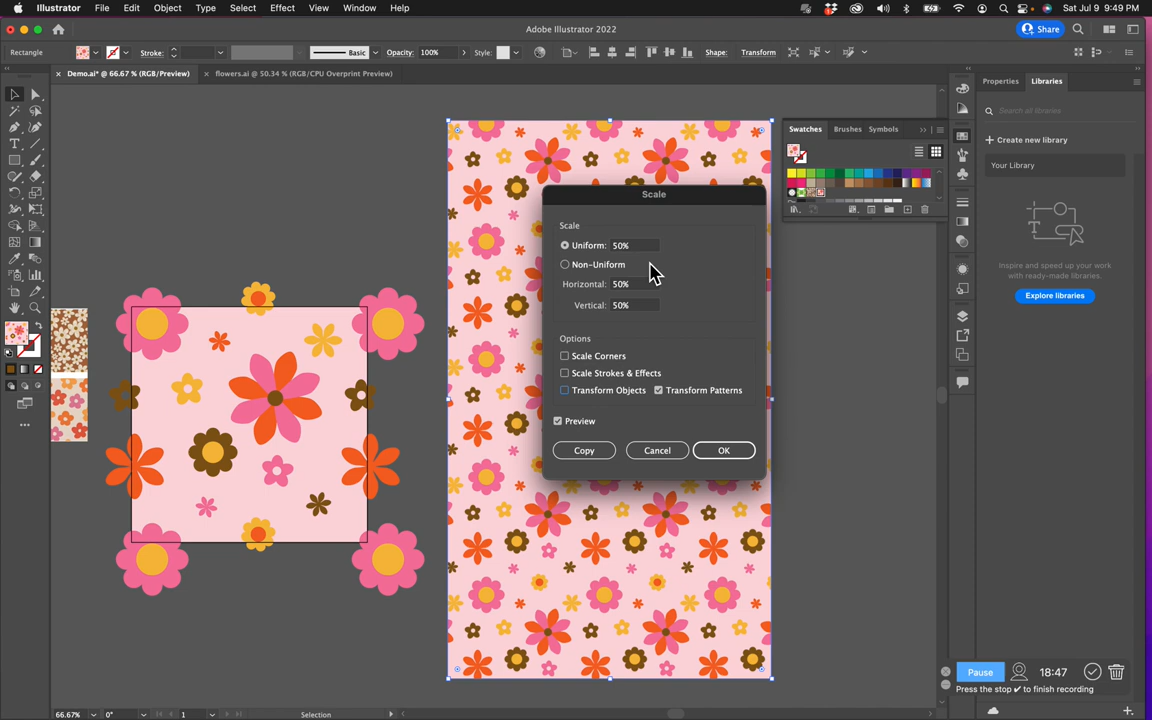 Illustrator File Edit Object Type Select Effect View Window Help Sat Jul 9 9:49 PM
Adobe Illustrator 2022 Share
Rectangle Stroke: Basic Opacity: 100% Style: Shape: Transform
× Demo.ai* @ 66.67 % (RGB/Preview) × flowers.ai @ 50.34 % (RGB/CPU Overprint Preview)
Properties Libraries
Search all libraries
Swatches Brushes Symbols
Create new library
Your Library
Scale
Scale
Uniform: 50%
Non-Uniform
Horizontal: 50%
Vertical: 50%
Inspire and speed up your work
with ready-made libraries.
Explore libraries
Options
Scale Corners
Scale Strokes & Effects
Transform Objects Transform Patterns
Preview
Copy Cancel OK
Pause 18:47
Press the stop ✔ to finish recording
66.67% 0° 1 Selection